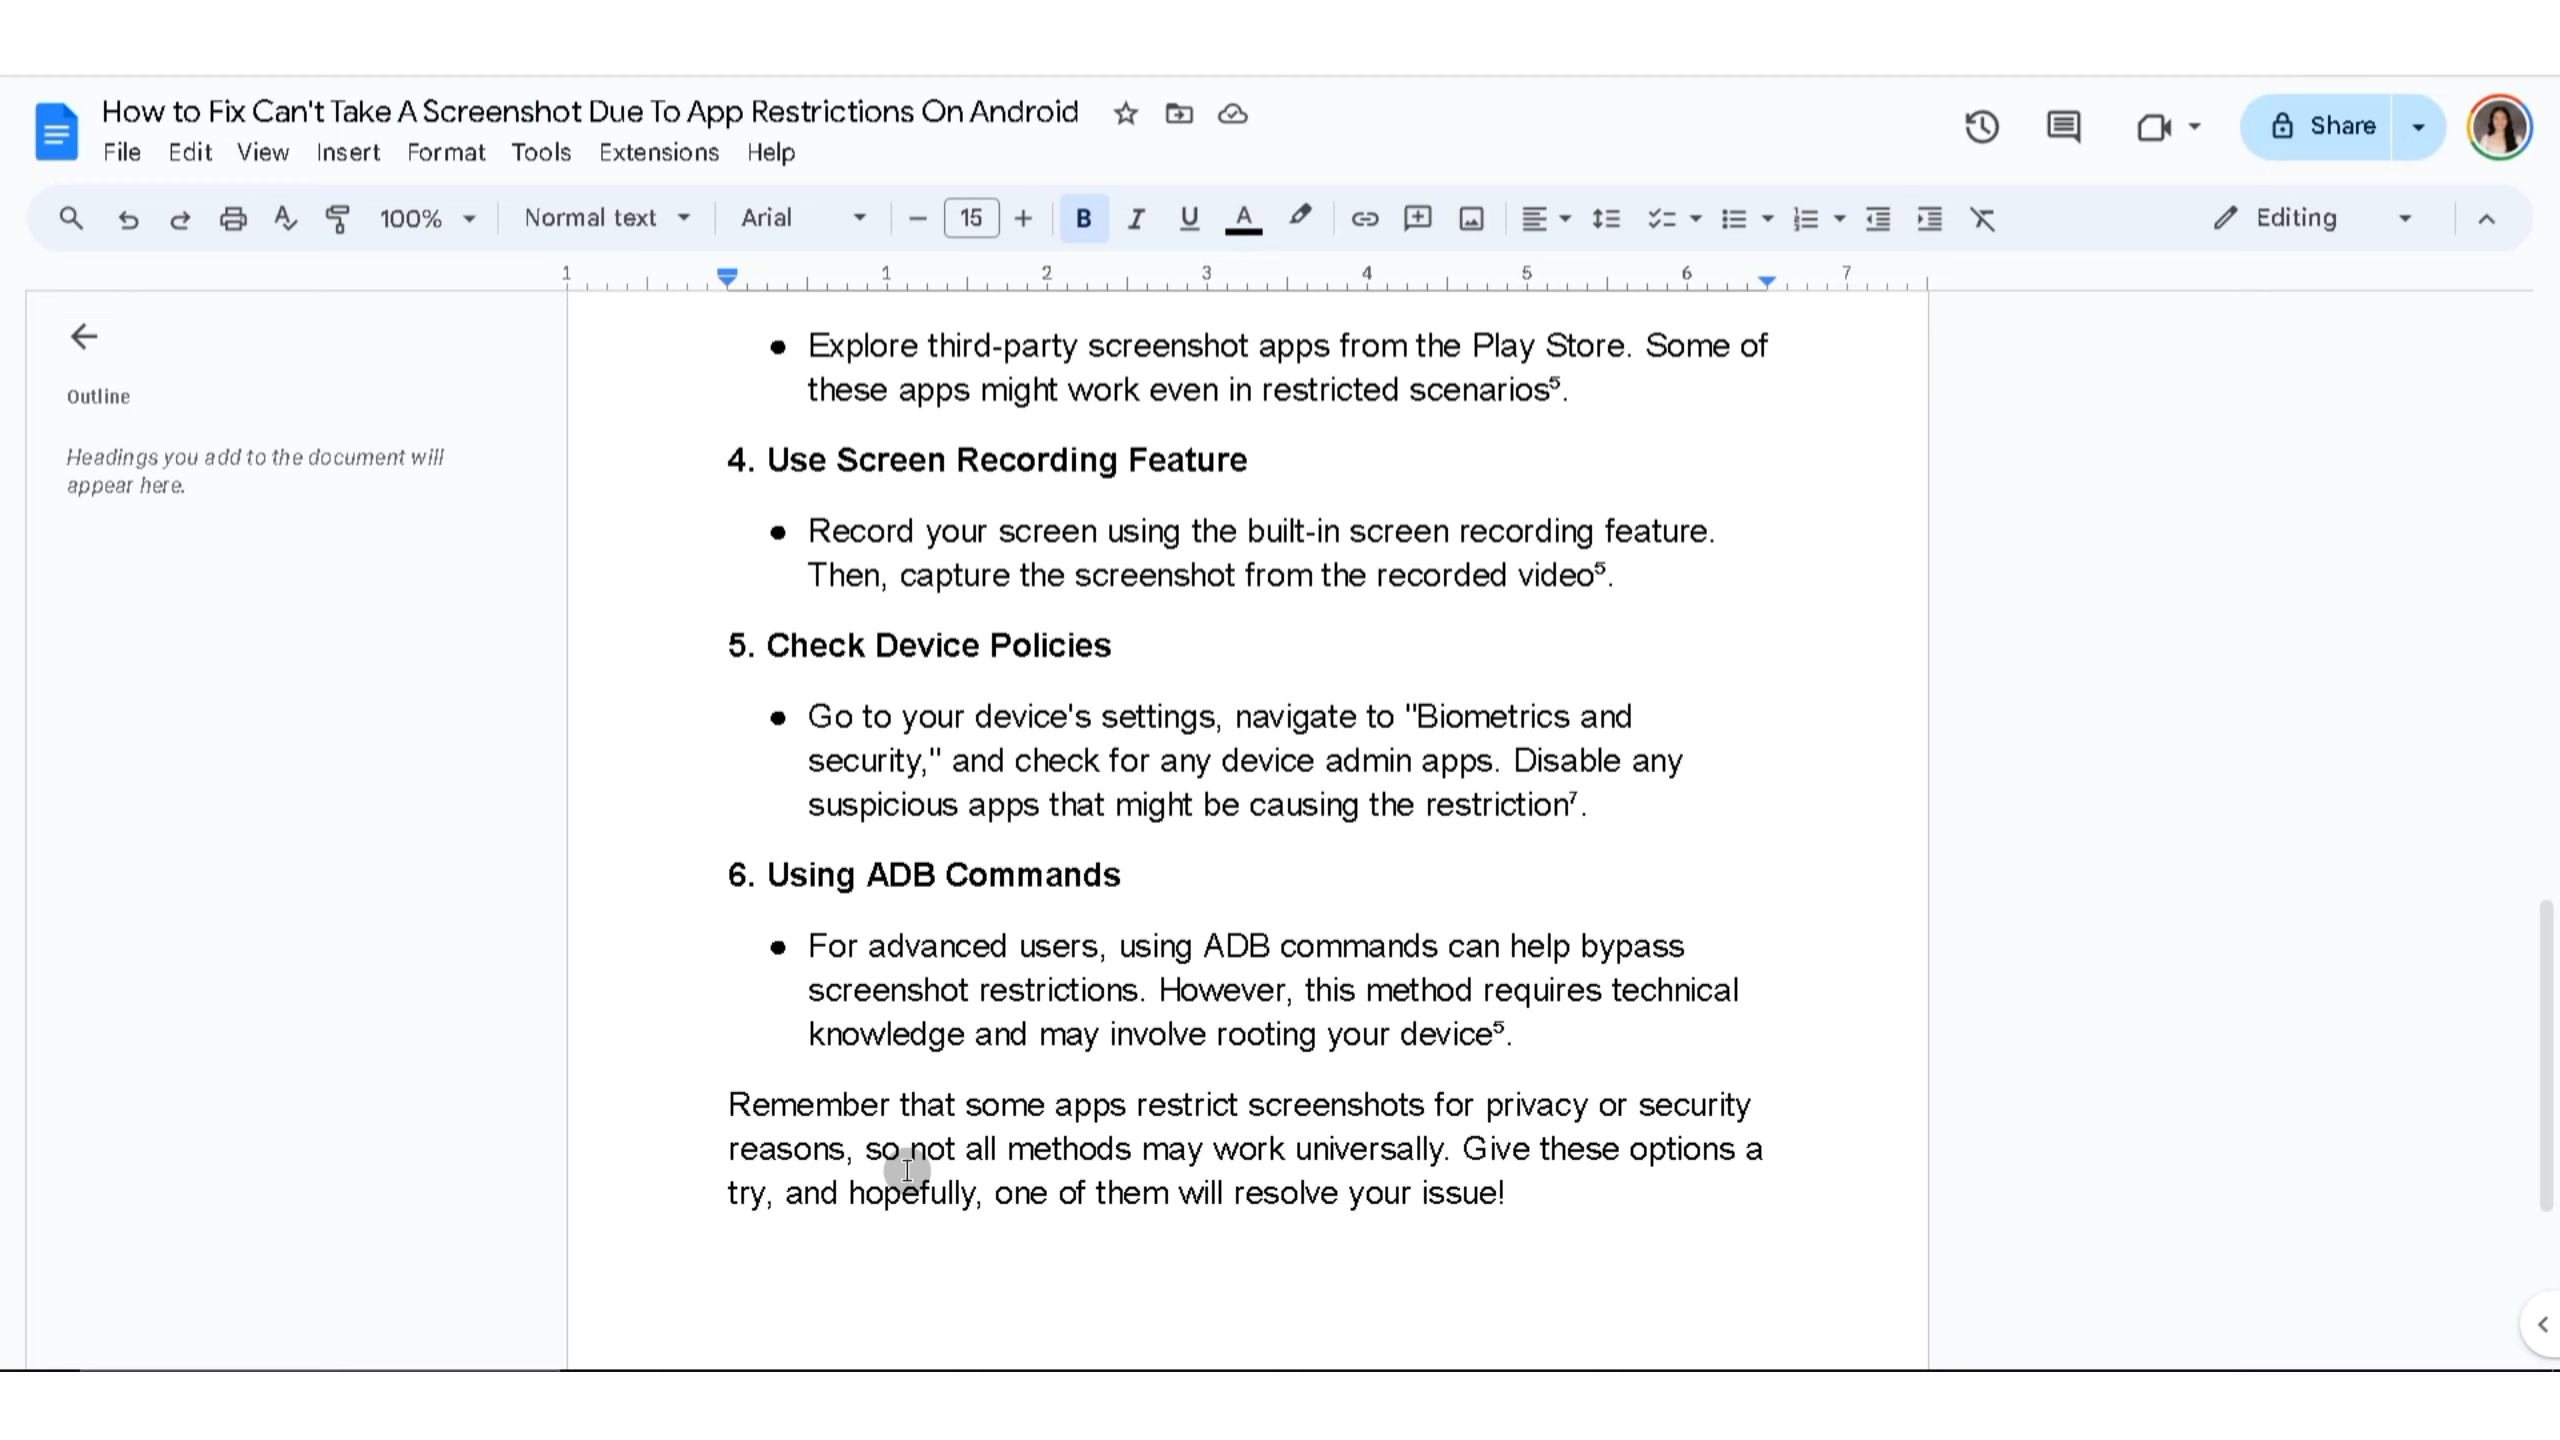 How to Fix Can't Take A Screenshot Due To App Restrictions On Android
File Edit View Insert Format Tools Extensions Help
Share
100% Normal text Arial 15 B I U A Editing
1 1 2 3 4 5 6 7
Outline
Headings you add to the document will
appear here.
● Explore third-party screenshot apps from the Play Store. Some of
these apps might work even in restricted scenarios⁵.
4. Use Screen Recording Feature
● Record your screen using the built-in screen recording feature.
Then, capture the screenshot from the recorded video⁵.
5. Check Device Policies
● Go to your device's settings, navigate to "Biometrics and
security," and check for any device admin apps. Disable any
suspicious apps that might be causing the restriction⁷.
6. Using ADB Commands
● For advanced users, using ADB commands can help bypass
screenshot restrictions. However, this method requires technical
knowledge and may involve rooting your device⁵.
Remember that some apps restrict screenshots for privacy or security
reasons, so not all methods may work universally. Give these options a
try, and hopefully, one of them will resolve your issue!